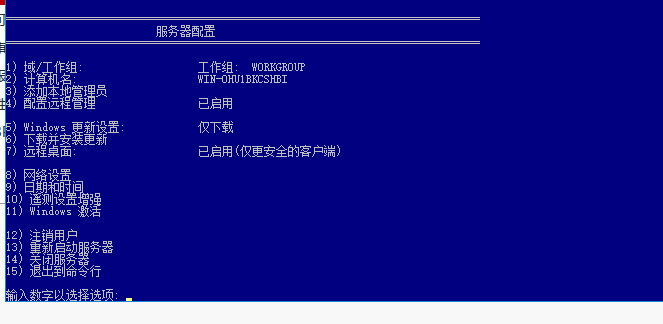 服务器配置
1) 域/工作组: 工作组: WORKGROUP
2) 计算机名: WIN-OHU1BKCSHBI
3) 添加本地管理员
4) 配置远程管理 已启用
5) Windows 更新设置: 仅下载
6) 下载并安装更新
7) 远程桌面: 已启用(仅更安全的客户端)
8) 网络设置
9) 日期和时间
10) 遥测设置增强
11) Windows 激活
12) 注销用户
13) 重新启动服务器
14) 关闭服务器
15) 退出到命令行
输入数字以选择选项: